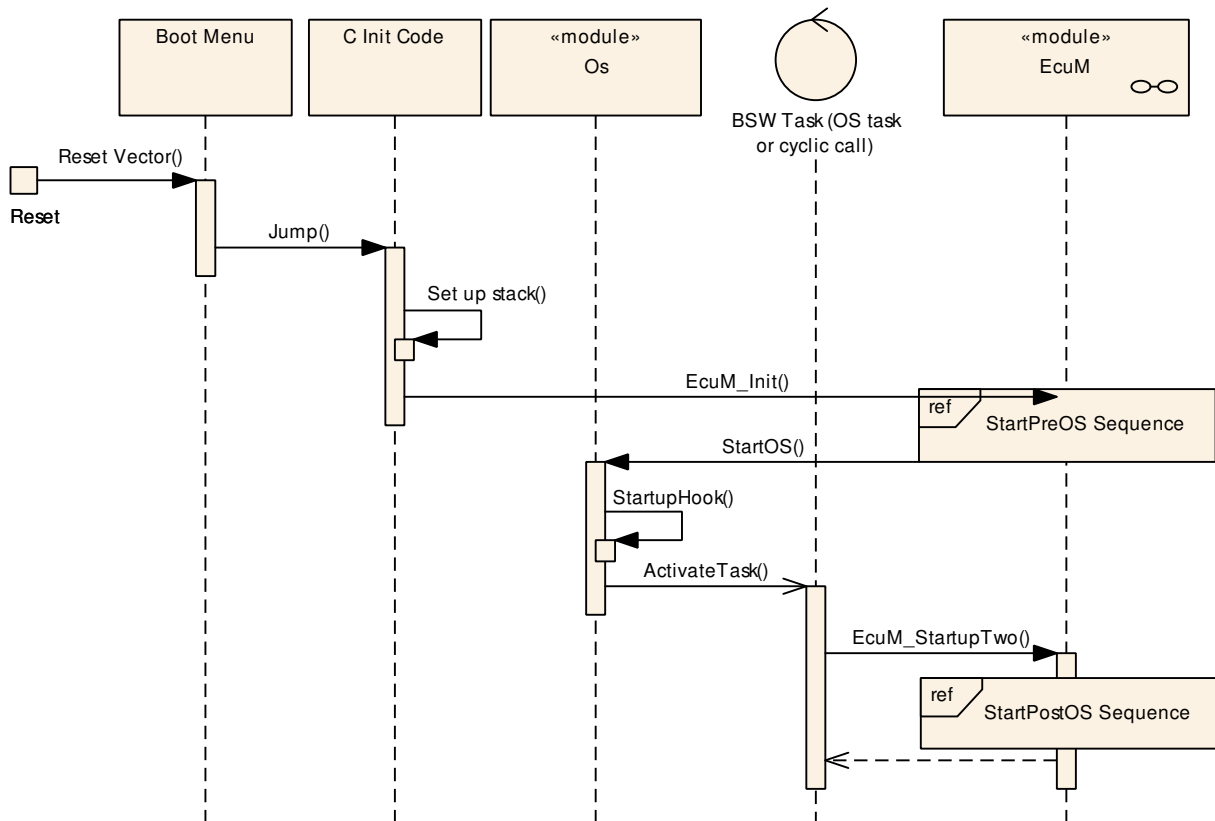 Boot Menu
C Init Code
«module»
Os
«module»
EcuM
BSW Task (OS task
or cyclic call)
Reset Vector()
Reset
Jump()
Set up stack()
EcuM_Init()
ref
StartPreOS Sequence
StartOS()
StartupHook()
ActivateTask()
EcuM_StartupTwo()
ref
StartPostOS Sequence